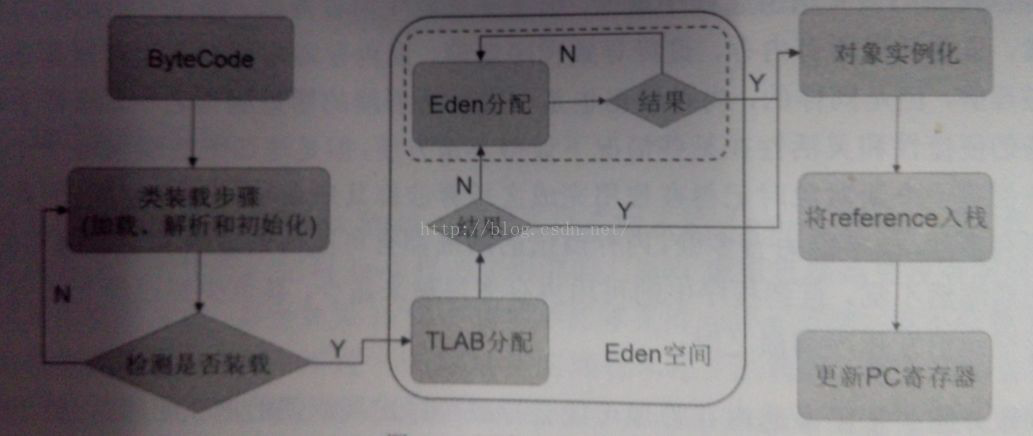 ByteCode
类装载步骤
(加载、解析和初始化)
N
检测是否装载
Y
N
Eden分配
结果
Y
N
结果
Y
http://blog.csdn.net/
TLAB分配
Eden空间
对象实例化
将reference入栈
更新PC寄存器